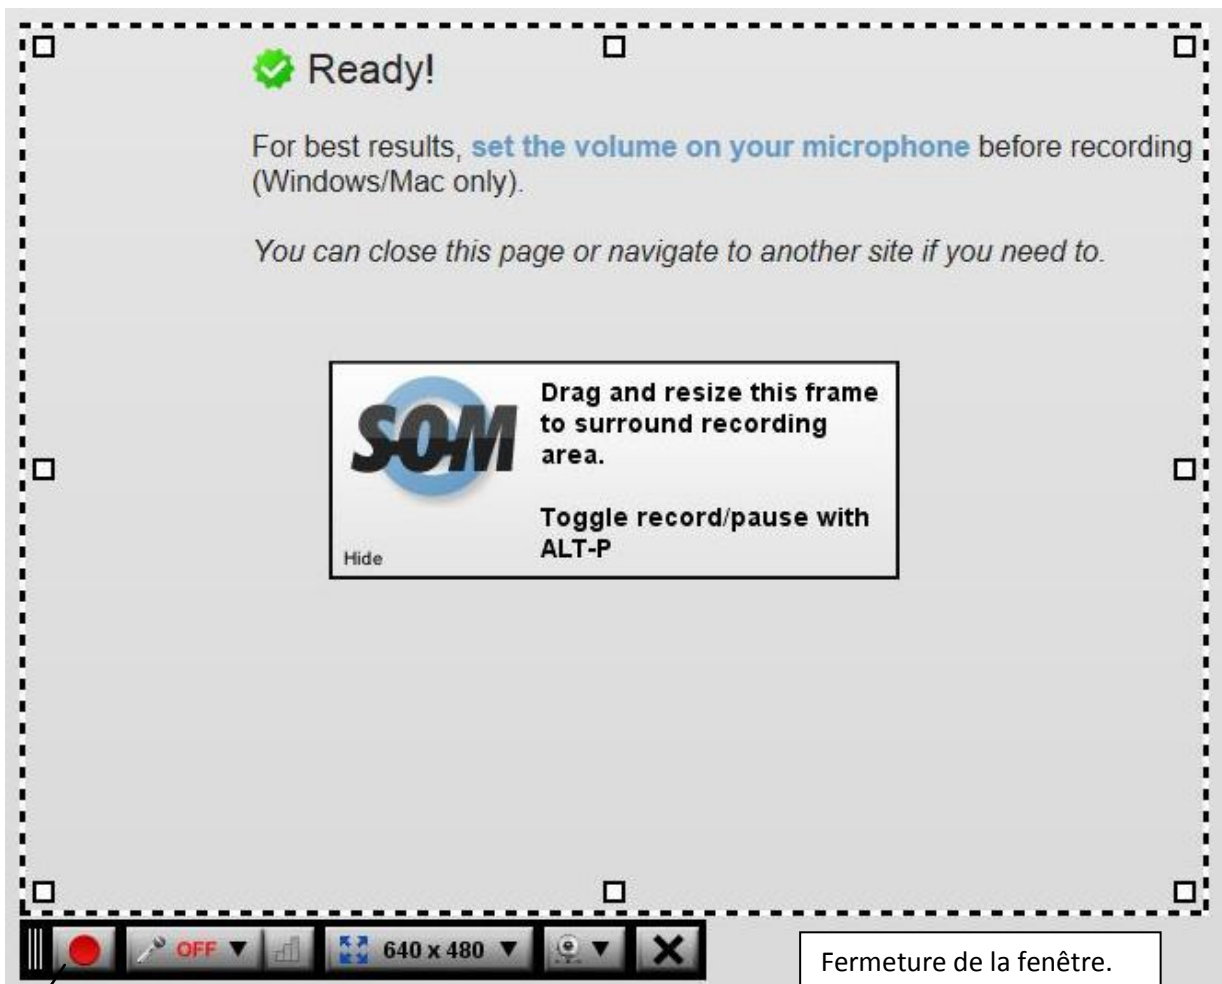 Ready!
For best results, set the volume on your microphone before recording
(Windows/Mac only).
You can close this page or navigate to another site if you need to.
SOM
Drag and resize this frame
to surround recording
area.
Toggle record/pause with
ALT-P
Hide
OFF
640 x 480
Fermeture de la fenêtre.